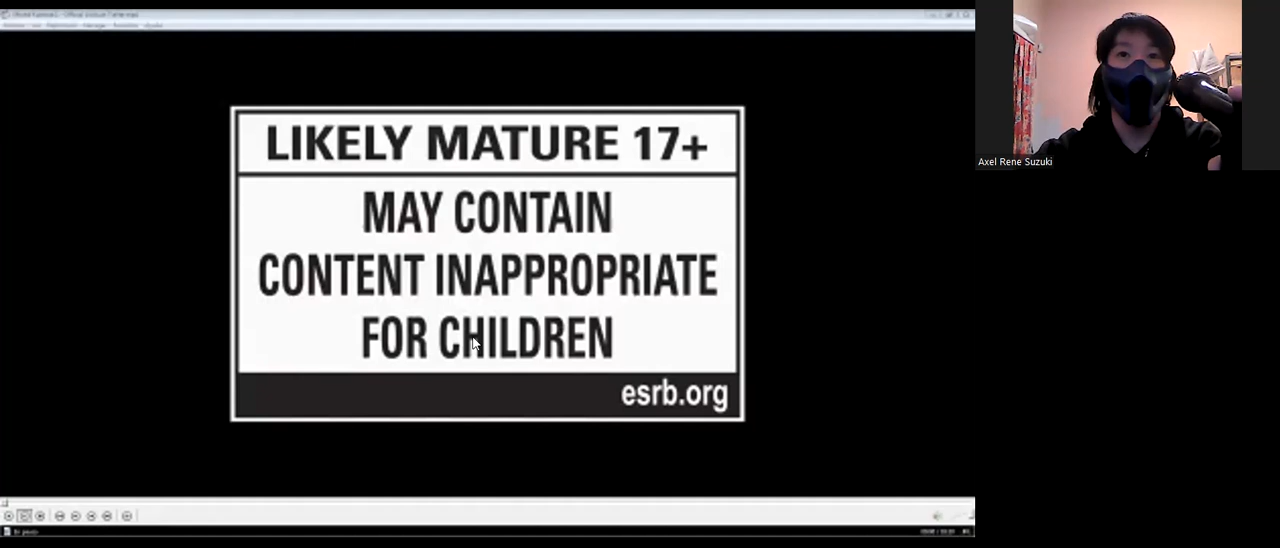 LIKELY MATURE 17+
MAY CONTAIN
CONTENT INAPPROPRIATE
FOR CHILDREN
esrb.org
Axel Rene Suzuki